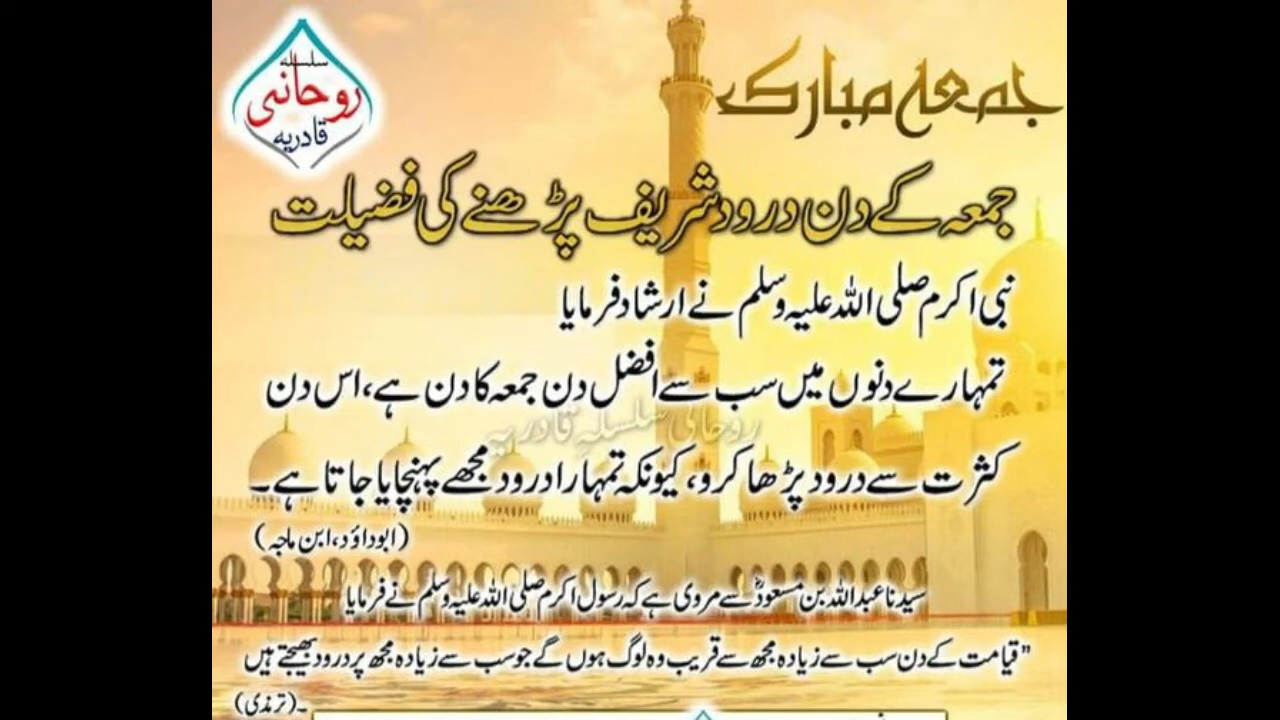 سلسلہ
روحانی
قادریہ
جمعہ مبارک
جمعہ کے دن درود شریف پڑھنے کی فضیلت
نبی اکرم صلی اللہ علیہ وسلم نے ارشاد فرمایا
تمہارے دنوں میں سب سے افضل دن جمعہ کا دن ہے، اس دن
روحانی سلسلہ قادریہ
کثرت سے درود پڑھا کرو، کیونکہ تمہارا درود مجھے پہنچایا جاتا ہے۔
(ابوداؤد، ابن ماجہ)
سیدنا عبداللہ بن مسعودؓ سے مروی ہے کہ رسول اکرم صلی اللہ علیہ وسلم نے فرمایا
"قیامت کے دن سب سے زیادہ مجھ سے قریب وہ لوگ ہوں گے جو سب سے زیادہ مجھ پر درود بھیجتے ہیں
۔(ترمذی)